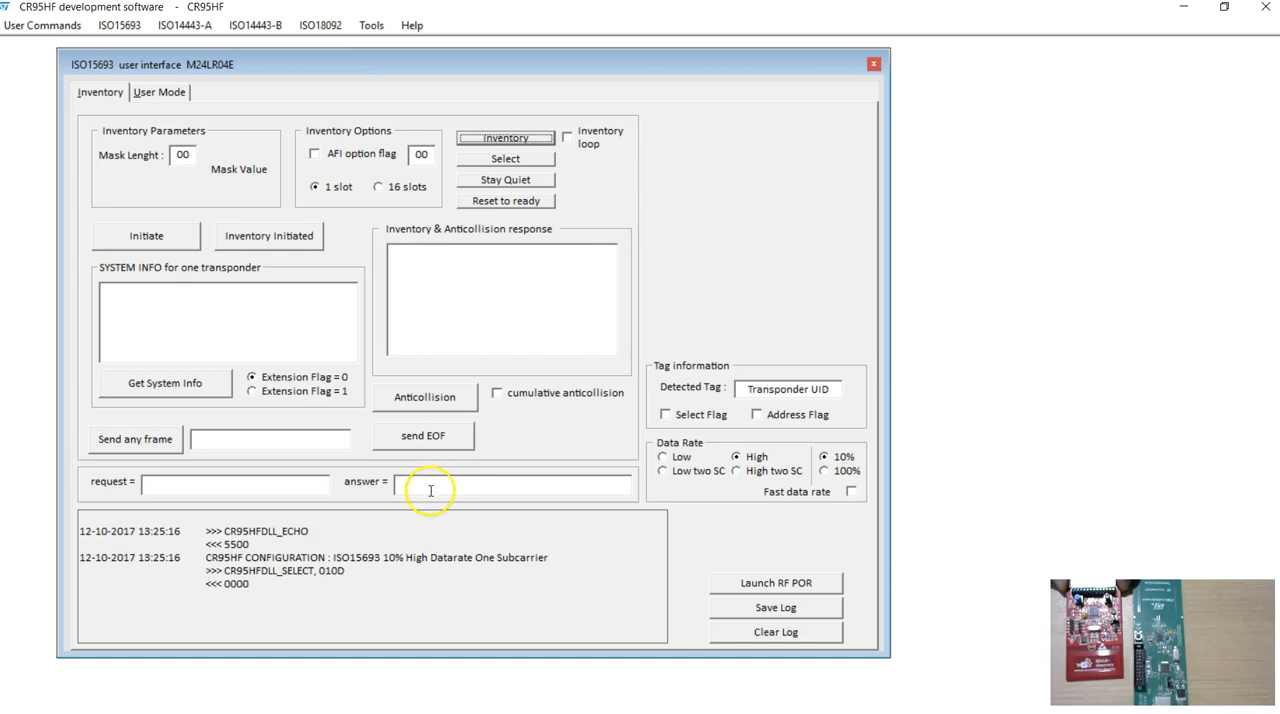 CR95HF development software - CR95HF
User Commands ISO15693 ISO14443-A ISO14443-B ISO18092 Tools Help
ISO15693 user interface M24LR04E
x
Inventory User Mode
Inventory Parameters
Mask Lenght : 00
Mask Value
Inventory Options
AFI option flag 00
1 slot 16 slots
Inventory
Inventory loop
Select
Stay Quiet
Reset to ready
Initiate Inventory Initiated
Inventory & Anticollision response
SYSTEM INFO for one transponder
Get System Info
Extension Flag = 0
Extension Flag = 1
Anticollision cumulative anticollision
Send any frame
send EOF
Tag information
Detected Tag : Transponder UID
Select Flag Address Flag
Data Rate
Low High 10%
Low two SC High two SC 100%
Fast data rate
request = answer =
12-10-2017 13:25:16 >>> CR95HFDLL_ECHO
<<< 5500
12-10-2017 13:25:16 CR95HF CONFIGURATION : ISO15693 10% High Datarate One Subcarrier
>>> CR95HFDLL_SELECT, 010D
<<< 0000
Launch RF POR
Save Log
Clear Log